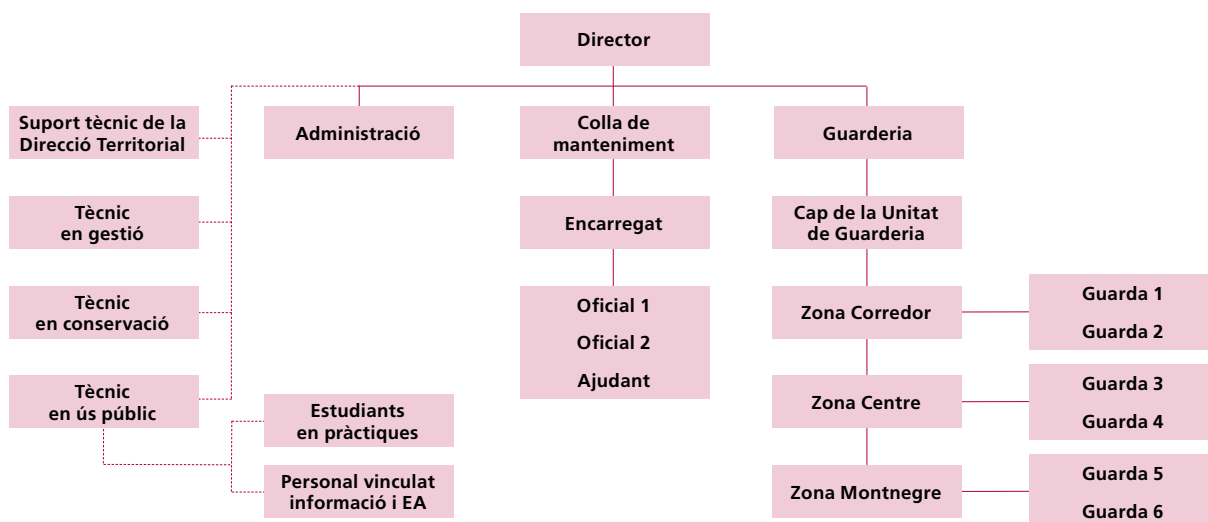 Director
Suport tècnic de la
Direcció Territorial
Administració
Colla de
manteniment
Guarderia
Tècnic
en gestió
Encarregat
Cap de la Unitat
de Guarderia
Tècnic
en conservació
Oficial 1
Oficial 2
Ajudant
Zona Corredor
Guarda 1
Guarda 2
Tècnic
en ús públic
Estudiants
en pràctiques
Zona Centre
Guarda 3
Guarda 4
Personal vinculat
informació i EA
Zona Montnegre
Guarda 5
Guarda 6